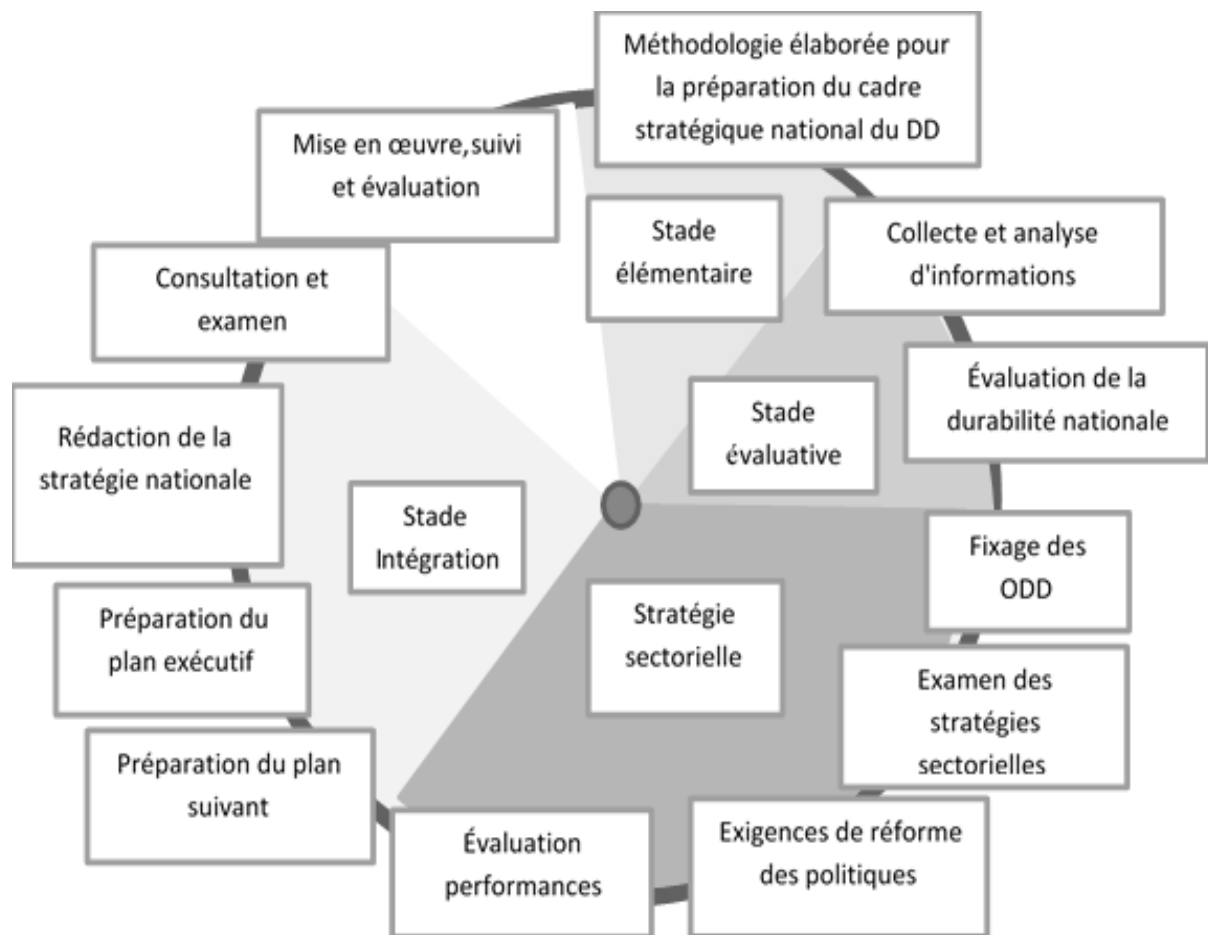 Méthodologie élaborée pour
la préparation du cadre
stratégique national du DD
Mise en œuvre,suivi
et évaluation
Stade
élémentaire
Collecte et analyse
d'informations
Consultation et
examen
Évaluation de la
durabilité nationale
Stade
évaluative
Rédaction de la
stratégie nationale
Stade
Intégration
Fixage des
ODD
Stratégie
sectorielle
Préparation du
plan exécutif
Examen des
stratégies
sectorielles
Préparation du plan
suivant
Évaluation
performances
Exigences de réforme
des politiques